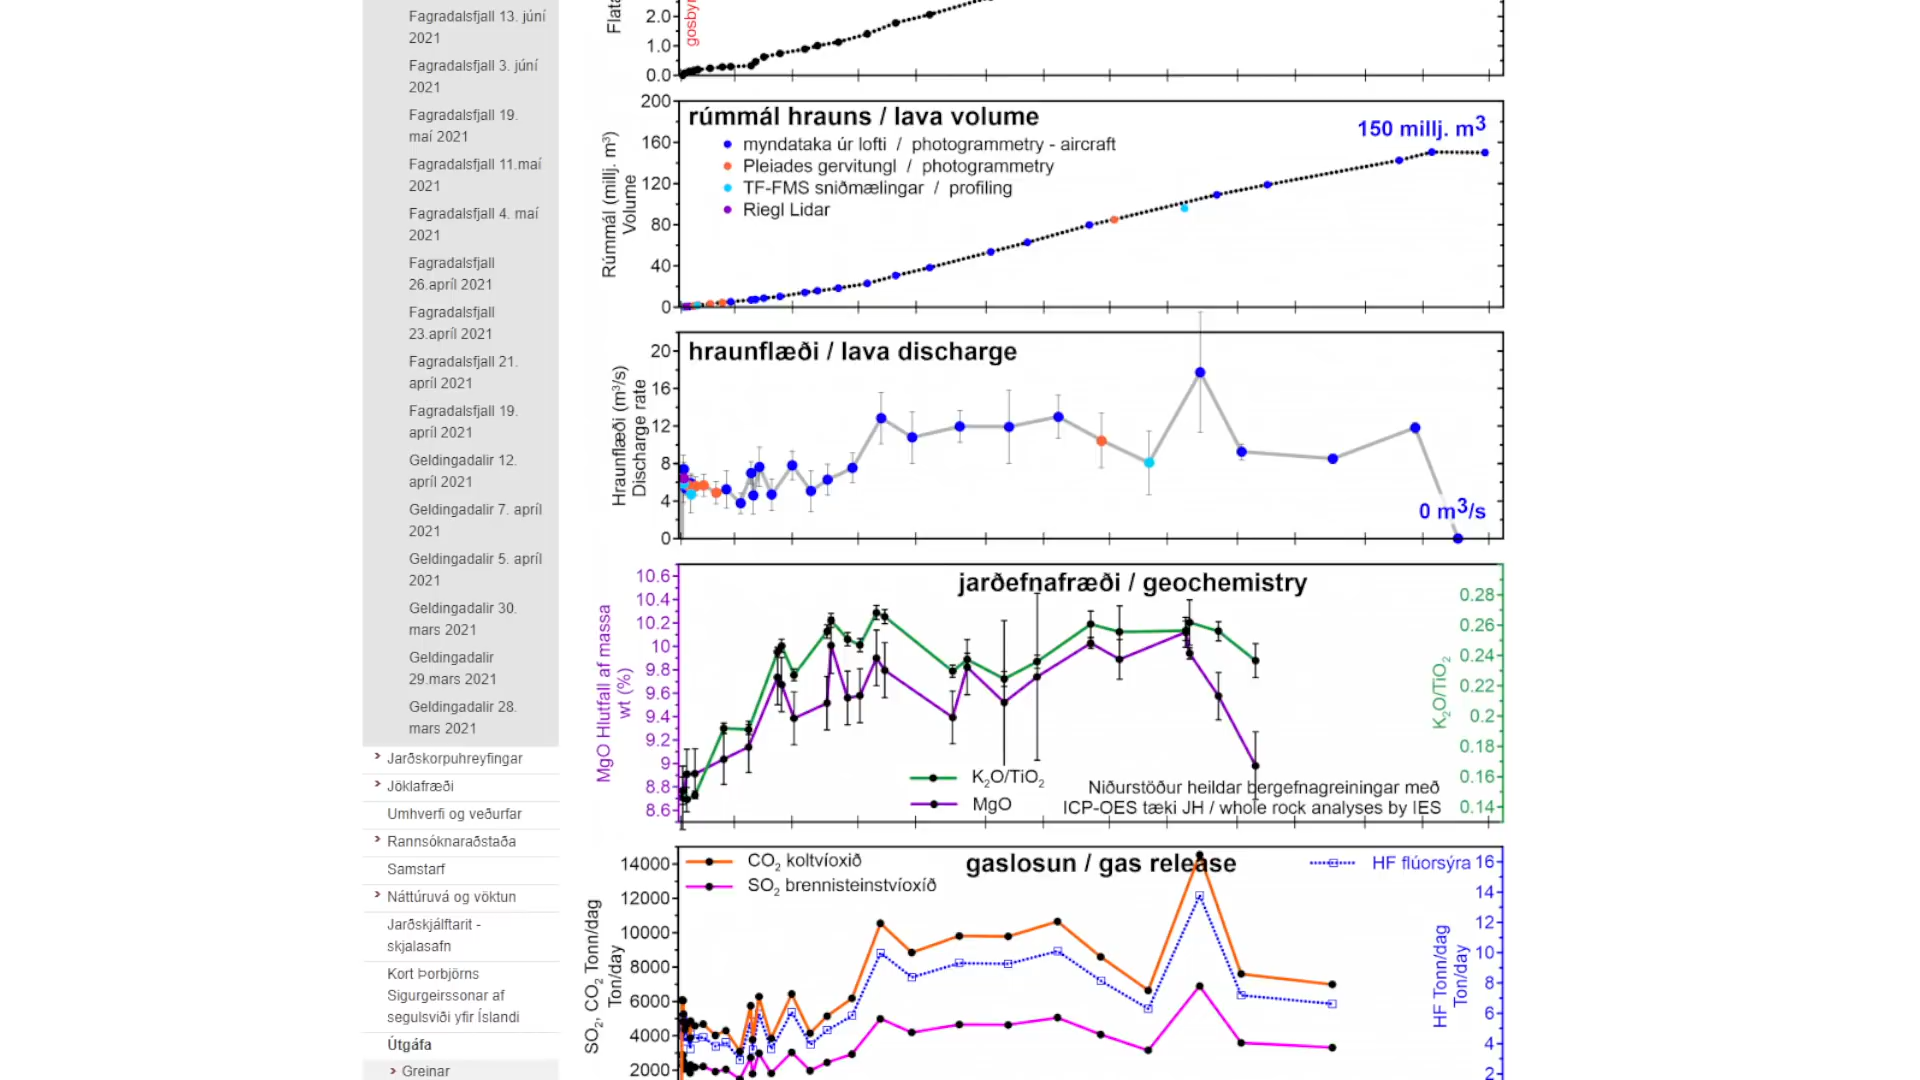 Fagradalsfjall 13. júní
2021
Fagradalsfjall 3. júní
2021
Fagradalsfjall 19.
maí 2021
Fagradalsfjall 11.maí
2021
Fagradalsfjall 4. maí
2021
Fagradalsfjall
26.apríl 2021
Fagradalsfjall
23.apríl 2021
Fagradalsfjall 21.
apríl 2021
Fagradalsfjall 19.
apríl 2021
Geldingadalir 12.
apríl 2021
Geldingadalir 7. apríl
2021
Geldingadalir 5. apríl
2021
Geldingadalir 30.
mars 2021
Geldingadalir
29.mars 2021
Geldingadalir 28.
mars 2021
Jarðskorpuhreyfingar
Jöklafræði
Umhverfi og veðurfar
Rannsóknaraðstaða
Samstarf
Náttúruvá og vöktun
Jarðskjálftarit -
skjalasafn
Kort Þorbjörns
Sigurgeirssonar af
segulsviði yfir Íslandi
Útgáfa
Greinar
2.0
1.0
0.0
rúmmál hrauns / lava volume
150 millj. m3
myndataka úr lofti / photogrammetry - aircraft
Pleiades gervitungl / photogrammetry
TF-FMS sniðmælingar / profiling
Riegl Lidar
Rúmmál (millj. m3)
Volume
200
160
120
80
40
0
hraunflæði / lava discharge
0 m3/s
Hraunflæði (m3/s)
Discharge rate
20
16
12
8
4
0
jarðefnafræði / geochemistry
MgO Hlutfall af massa
wt (%)
10.6
10.4
10.2
10
9.8
9.6
9.4
9.2
9
8.8
8.6
K2O/TiO2
MgO
Niðurstöður heildar bergefnagreiningar með
ICP-OES tæki JH / whole rock analyses by IES
K2O/TiO2
0.28
0.26
0.24
0.22
0.2
0.18
0.16
0.14
gaslosun / gas release
CO2 koltvíoxið
SO2 brennisteinstvíoxíð
HF flúorsýra
SO2, CO2 Tonn/dag
Ton/day
14000
12000
10000
8000
6000
4000
2000
HF Tonn/dag
Ton/day
16
14
12
10
8
6
4
2